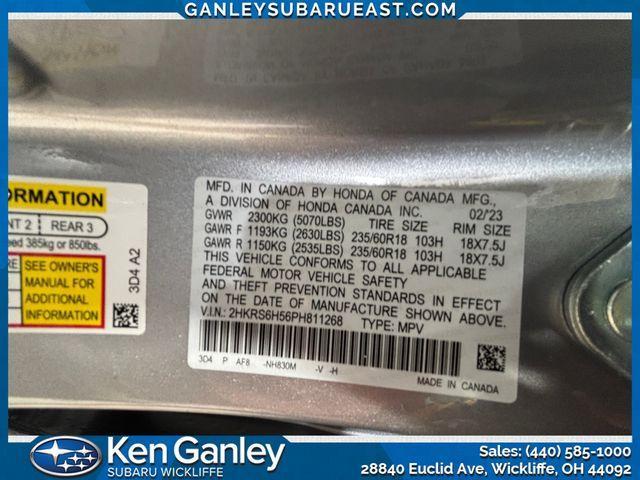 GANLEYSUBARUEAST.COM
ORMATION
NT 2 REAR 3
eed 385kg or 850lbs.
RE
SEE OWNER'S
MANUAL FOR
ADDITIONAL
INFORMATION
3D4 A2
MFD. IN CANADA BY HONDA OF CANADA MFG.,
A DIVISION OF HONDA CANADA INC. 02/'23
GVWR 2300KG (5070LBS) TIRE SIZE RIM SIZE
GAWR F 1193KG (2630LBS) 235/60R18 103H 18X7.5J
GAWR R 1150KG (2535LBS) 235/60R18 103H 18X7.5J
THIS VEHICLE CONFORMS TO ALL APPLICABLE
FEDERAL MOTOR VEHICLE SAFETY
AND THEFT PREVENTION STANDARDS IN EFFECT
ON THE DATE OF MANUFACTURE SHOWN ABOVE.
V.I.N.: 2HKRS6H56PH811268 TYPE: MPV
3D4 P AF8 -NH830M -V -H
MADE IN CANADA
Ken Ganley
SUBARU WICKLIFFE
Sales: (440) 585-1000
28840 Euclid Ave, Wickliffe, OH 44092